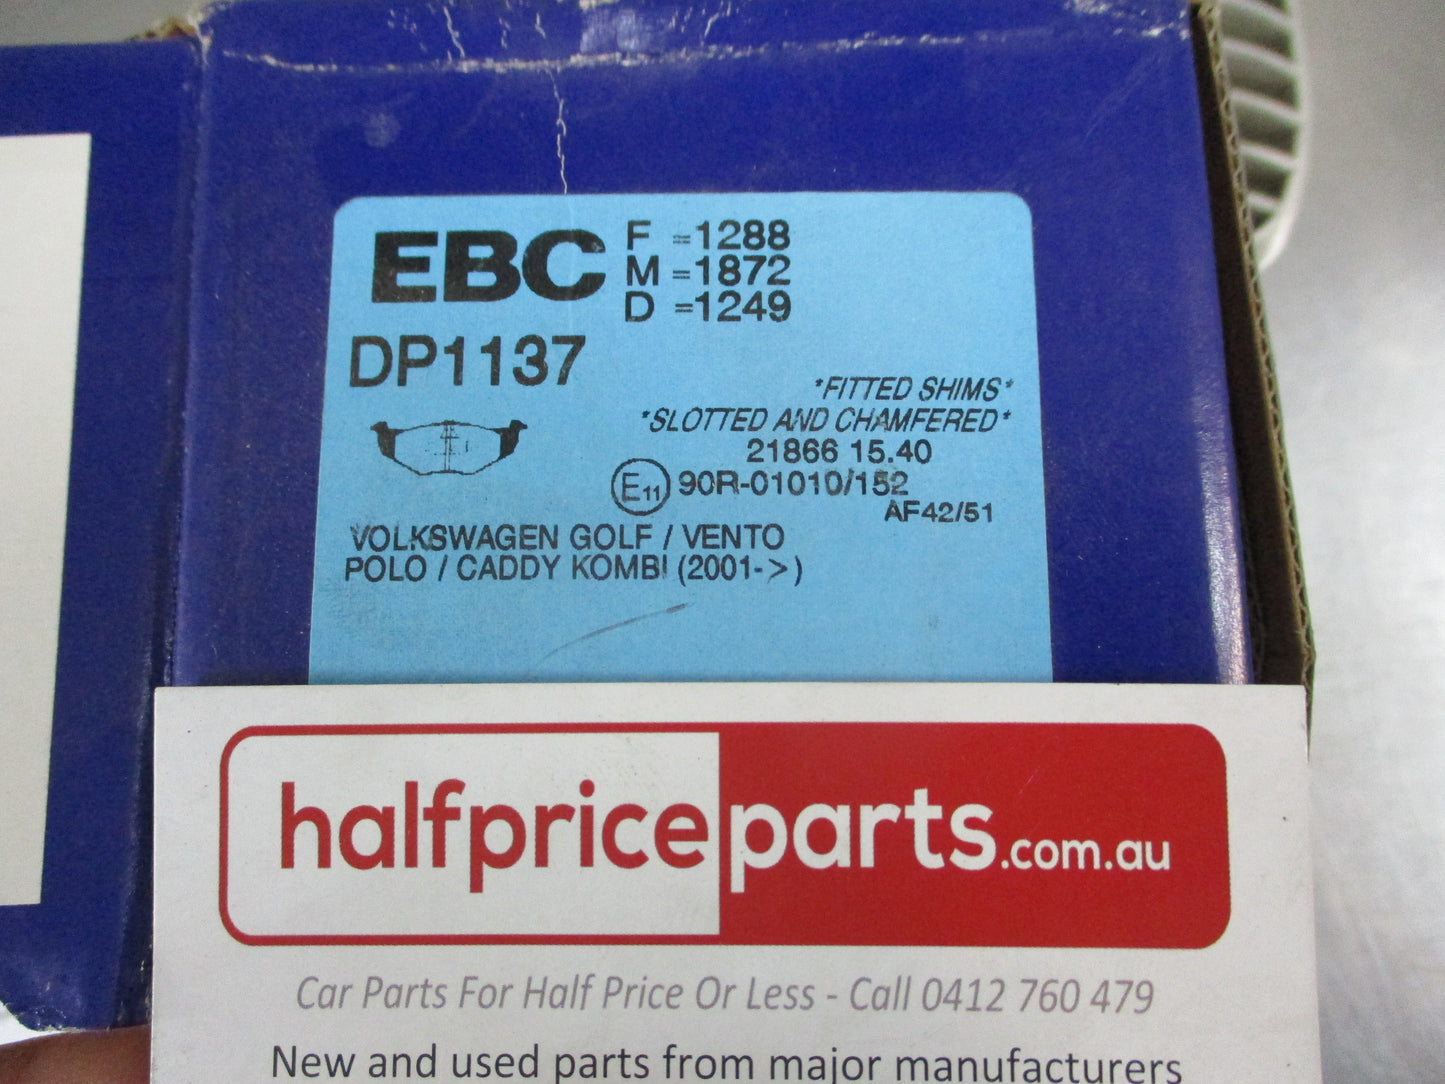 EBC
F =1288
M =1872
D =1249
DP1137
*FITTED SHIMS*
*SLOTTED AND CHAMFERED*
21866 15.40
E11 90R-01010/152
AF42/51
VOLKSWAGEN GOLF / VENTO
POLO / CADDY KOMBI (2001->)
halfpriceparts.com.au
Car Parts For Half Price Or Less - Call 0412 760 479
New and used parts from major manufacturers